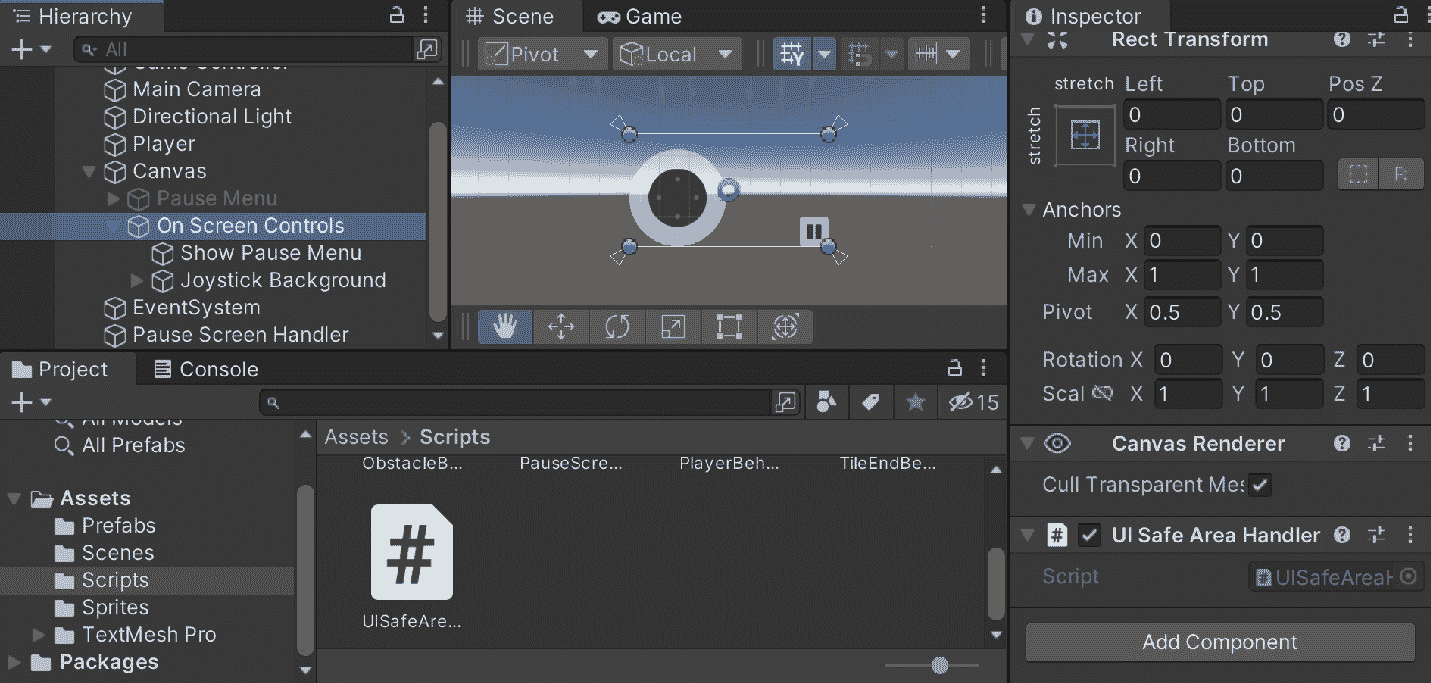 Hierarchy
All
Game Controller
Main Camera
Directional Light
Player
Canvas
Pause Menu
On Screen Controls
Show Pause Menu
Joystick Background
EventSystem
Pause Screen Handler
Scene
Game
Pivot
Local
Project
Console
15
All Models
All Prefabs
Assets
Prefabs
Scenes
Scripts
Sprites
TextMesh Pro
Packages
Assets > Scripts
ObstacleB... PauseScre... PlayerBeh... TileEndBe...
#
UISafeAre...
Inspector
Rect Transform
stretch Left Top Pos Z
stretch
0 0 0
Right Bottom
0 0 R
Anchors
Min X 0 Y 0
Max X 1 Y 1
Pivot X 0.5 Y 0.5
Rotation X 0 Y 0 Z 0
Scal X 1 Y 1 Z 1
Canvas Renderer
Cull Transparent Mes
# UI Safe Area Handler
Script # UISafeAreaH
Add Component